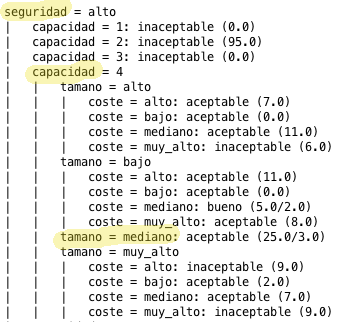 seguridad = alto
|   capacidad = 1: inaceptable (0.0)
|   capacidad = 2: inaceptable (95.0)
|   capacidad = 3: inaceptable (0.0)
|   capacidad = 4
|   |   tamano = alto
|   |   |   coste = alto: aceptable (7.0)
|   |   |   coste = bajo: aceptable (0.0)
|   |   |   coste = mediano: aceptable (11.0)
|   |   |   coste = muy_alto: inaceptable (6.0)
|   |   tamano = bajo
|   |   |   coste = alto: aceptable (11.0)
|   |   |   coste = bajo: aceptable (0.0)
|   |   |   coste = mediano: bueno (5.0/2.0)
|   |   |   coste = muy_alto: aceptable (8.0)
|   |   tamano = mediano: aceptable (25.0/3.0)
|   |   tamano = muy_alto
|   |   |   coste = alto: inaceptable (9.0)
|   |   |   coste = bajo: aceptable (2.0)
|   |   |   coste = mediano: aceptable (7.0)
|   |   |   coste = muy_alto: inaceptable (9.0)